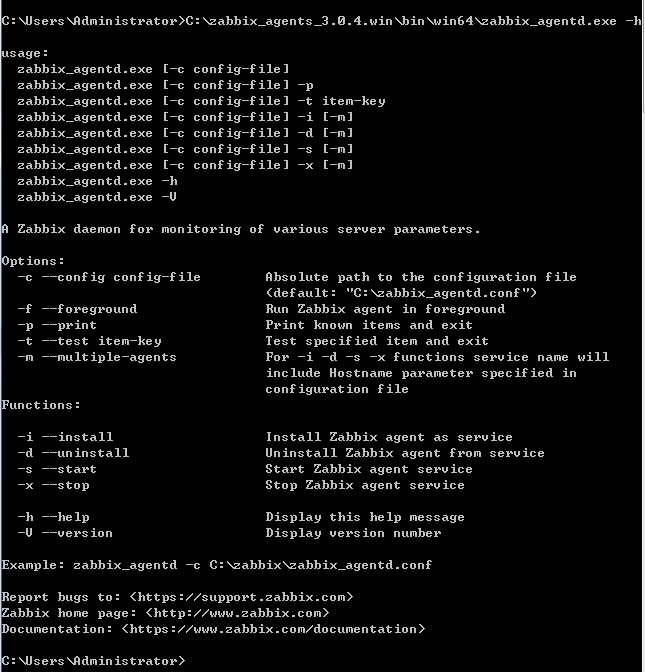 C:\Users\Administrator>C:\zabbix_agents_3.0.4.win\bin\win64\zabbix_agentd.exe -h
usage:
zabbix_agentd.exe [-c config-file]
zabbix_agentd.exe [-c config-file] -p
zabbix_agentd.exe [-c config-file] -t item-key
zabbix_agentd.exe [-c config-file] -i [-m]
zabbix_agentd.exe [-c config-file] -d [-m]
zabbix_agentd.exe [-c config-file] -s [-m]
zabbix_agentd.exe [-c config-file] -x [-m]
zabbix_agentd.exe -h
zabbix_agentd.exe -V
A Zabbix daemon for monitoring of various server parameters.
Options:
-c --config config-file Absolute path to the configuration file
(default: "C:\zabbix_agentd.conf")
-f --foreground Run Zabbix agent in foreground
-p --print Print known items and exit
-t --test item-key Test specified item and exit
-m --multiple-agents For -i -d -s -x functions service name will
include Hostname parameter specified in
configuration file
Functions:
-i --install Install Zabbix agent as service
-d --uninstall Uninstall Zabbix agent from service
-s --start Start Zabbix agent service
-x --stop Stop Zabbix agent service
-h --help Display this help message
-V --version Display version number
Example: zabbix_agentd -c C:\zabbix\zabbix_agentd.conf
Report bugs to: <https://support.zabbix.com>
Zabbix home page: <http://www.zabbix.com>
Documentation: <https://www.zabbix.com/documentation>
C:\Users\Administrator>